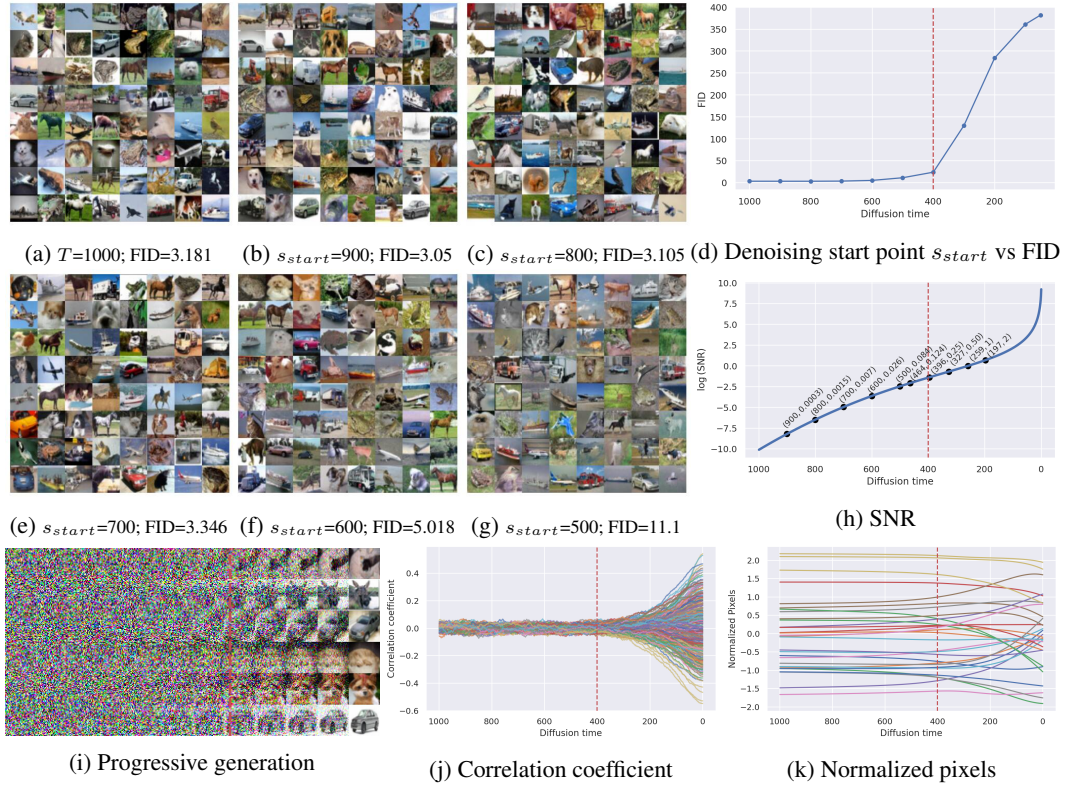 400
350
300
250
200
150
100
50
0
FID
1000 800 600 400 200
Diffusion time
(a) T=1000; FID=3.181
(b) s_start=900; FID=3.05
(c) s_start=800; FID=3.105
(d) Denoising start point s_start vs FID
10.0
7.5
5.0
2.5
0.0
−2.5
−5.0
−7.5
−10.0
log (SNR)
(900, 0.0003)
(800, 0.0015)
(700, 0.007)
(600, 0.026)
(500, 0.084)
(464, 0.124)
(396, 0.25)
(327, 0.50)
(259, 1)
(197, 2)
1000 800 600 400 200 0
Diffusion time
(e) s_start=700; FID=3.346
(f) s_start=600; FID=5.018
(g) s_start=500; FID=11.1
(h) SNR
0.4
0.2
0.0
−0.2
−0.4
−0.6
Correlation coefficient
1000 800 600 400 200 0
Diffusion time
2.0
1.5
1.0
0.5
0.0
−0.5
−1.0
−1.5
−2.0
Normalized Pixels
1000 800 600 400 200 0
Diffusion time
(i) Progressive generation
(j) Correlation coefficient
(k) Normalized pixels